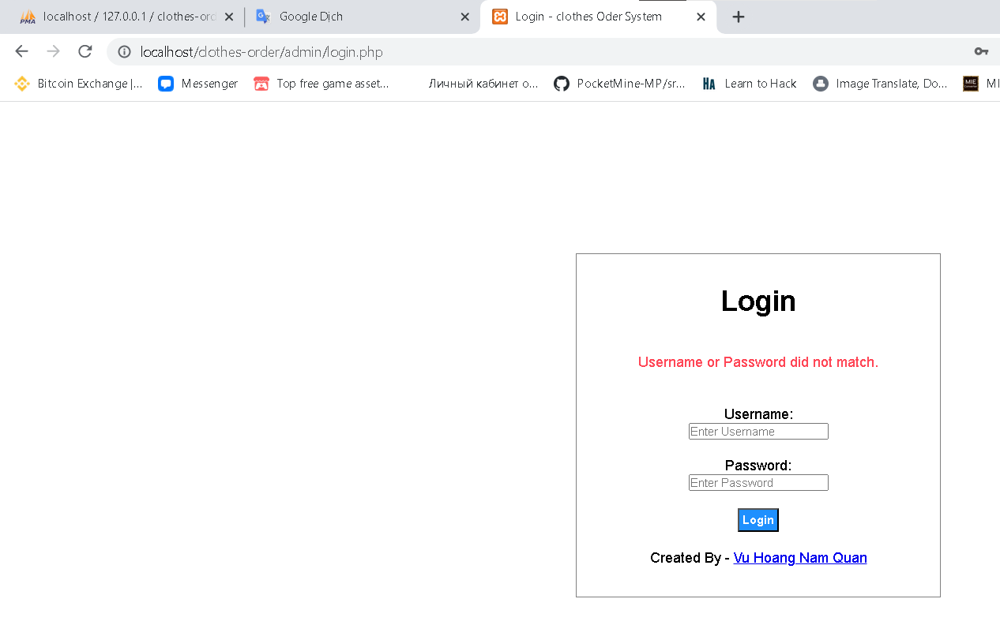 PMA localhost / 127.0.0.1 / clothes-ord Google Dịch Login - clothes Oder System
localhost/clothes-order/admin/login.php
Bitcoin Exchange |... Messenger Top free game asset... Личный кабинет о... PocketMine-MP/sr... HA Learn to Hack Image Translate, Do... MIE MI
Login
Username or Password did not match.
Username:
Enter Username
Password:
Enter Password
Login
Created By - Vu Hoang Nam Quan